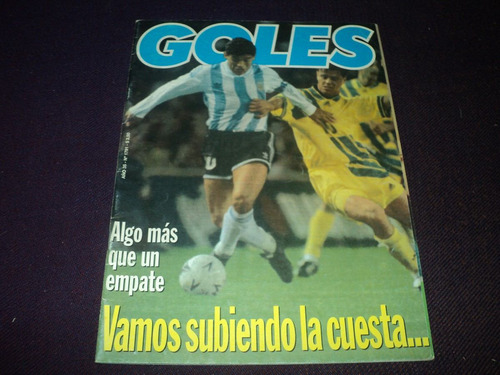 GOLES
Algo más
que un
empate
Vamos subiendo la cuesta...